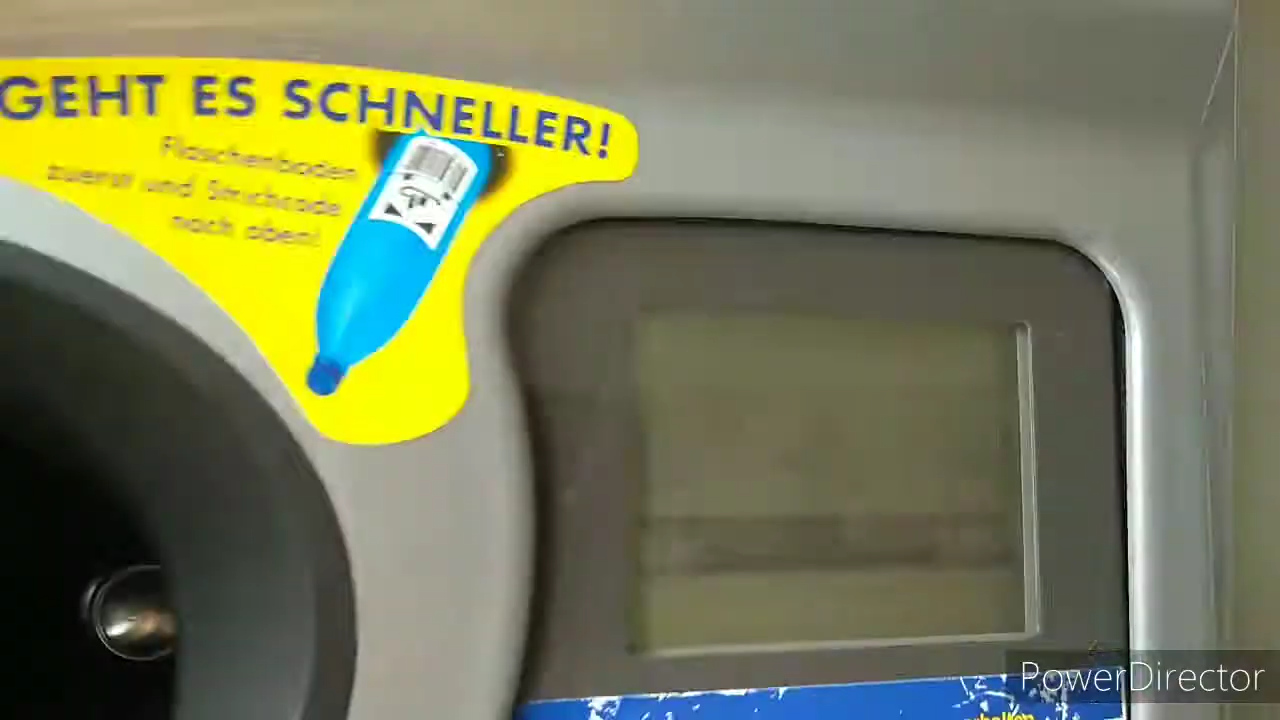 GEHT ES SCHNELLER!
Flaschenboden
zuerst und Strichcode
nach oben!
PowerDirector